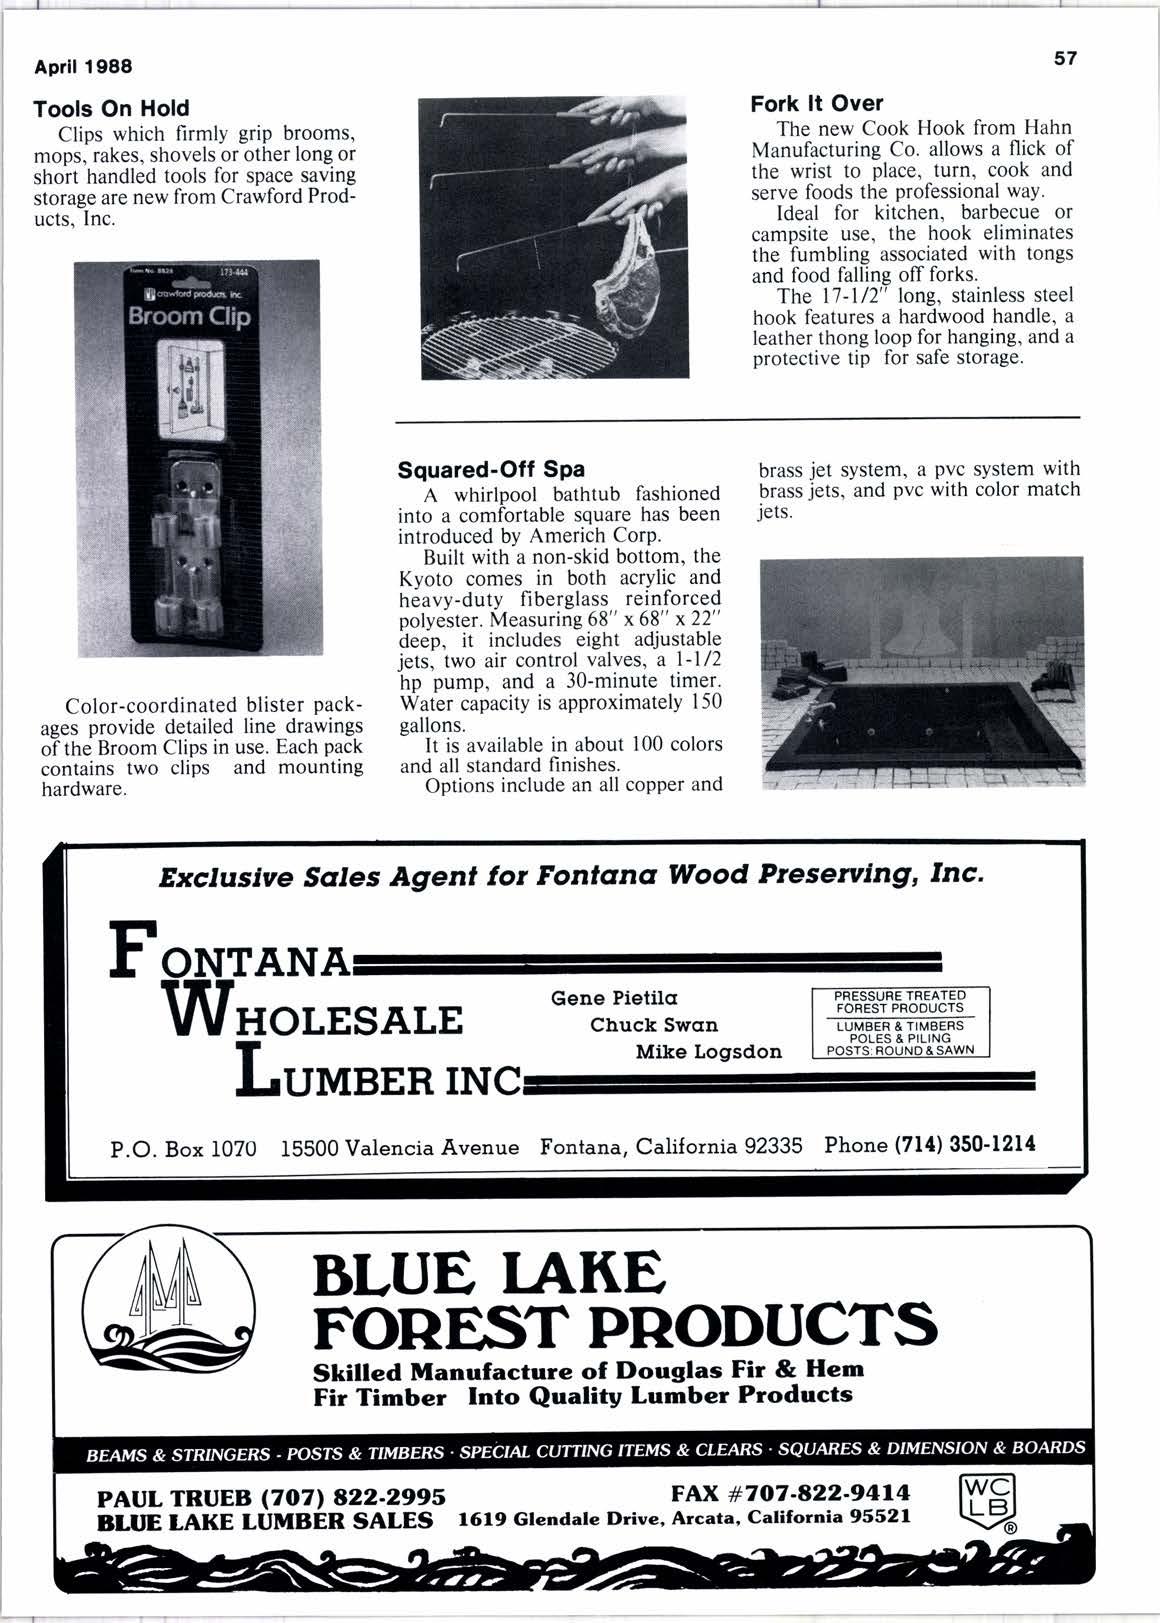 April 1988
57
Tools On Hold
Clips which firmly grip brooms,
mops, rakes, shovels or other long or
short handled tools for space saving
storage are new from Crawford Prod-
ucts, Inc.
Item No. 8828
173-444
crawford products, inc.
Broom Clip
Color-coordinated blister pack-
ages provide detailed line drawings
of the Broom Clips in use. Each pack
contains two clips and mounting
hardware.
Fork It Over
The new Cook Hook from Hahn
Manufacturing Co. allows a flick of
the wrist to place, turn, cook and
serve foods the professional way.
Ideal for kitchen, barbecue or
campsite use, the hook eliminates
the fumbling associated with tongs
and food falling off forks.
The 17-1/2" long, stainless steel
hook features a hardwood handle, a
leather thong loop for hanging, and a
protective tip for safe storage.
Squared-Off Spa
A whirlpool bathtub fashioned
into a comfortable square has been
introduced by Americh Corp.
Built with a non-skid bottom, the
Kyoto comes in both acrylic and
heavy-duty fiberglass reinforced
polyester. Measuring 68" x 68" x 22"
deep, it includes eight adjustable
jets, two air control valves, a 1-1/2
hp pump, and a 30-minute timer.
Water capacity is approximately 150
gallons.
It is available in about 100 colors
and all standard finishes.
Options include an all copper and
brass jet system, a pvc system with
brass jets, and pvc with color match
jets.
Exclusive Sales Agent for Fontana Wood Preserving, Inc.
FONTANA
WHOLESALE
LUMBER INC
Gene Pietila
Chuck Swan
Mike Logsdon
PRESSURE TREATED
FOREST PRODUCTS
LUMBER & TIMBERS
POLES & PILING
POSTS: ROUND & SAWN
P.O. Box 1070 15500 Valencia Avenue Fontana, California 92335 Phone (714) 350-1214
BLUE LAKE
FOREST PRODUCTS
Skilled Manufacture of Douglas Fir & Hem
Fir Timber Into Quality Lumber Products
BEAMS & STRINGERS - POSTS & TIMBERS · SPECIAL CUTTING ITEMS & CLEARS · SQUARES & DIMENSION & BOARDS
PAUL TRUEB (707) 822-2995
FAX #707-822-9414
BLUE LAKE LUMBER SALES 1619 Glendale Drive, Arcata, California 95521
WC
LB
®